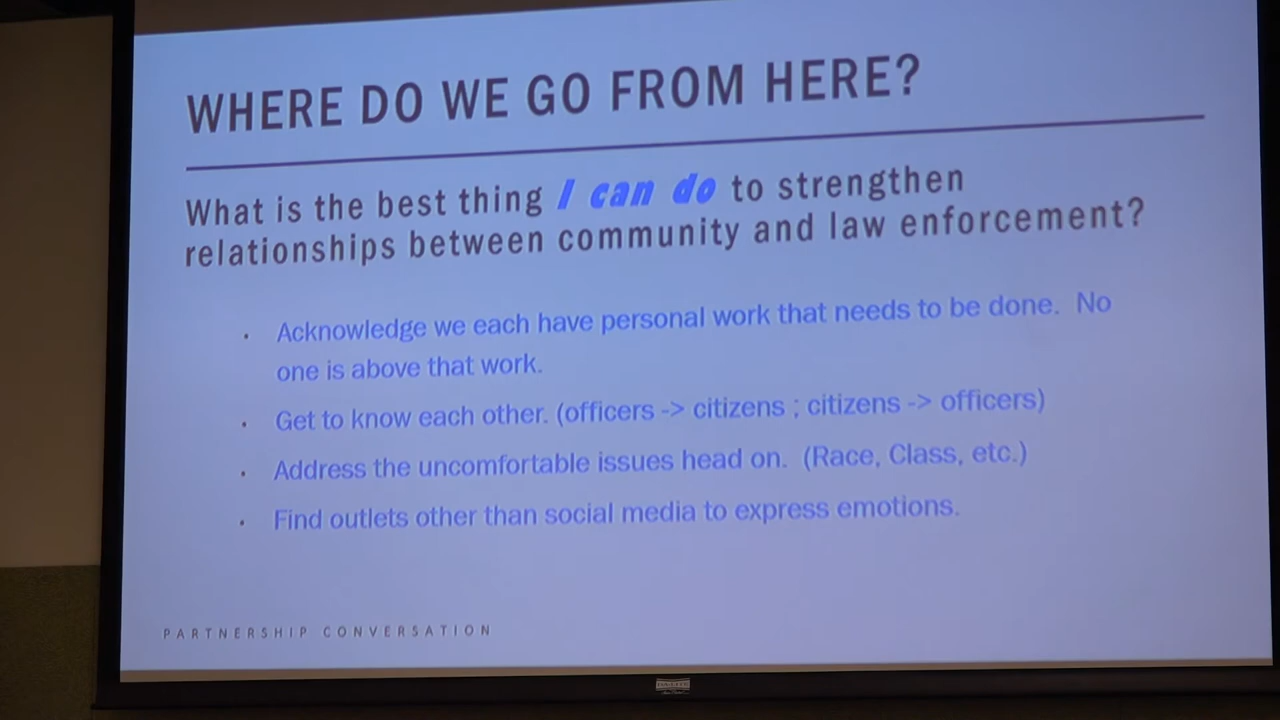 WHERE DO WE GO FROM HERE?
What is the best thing I can do to strengthen
relationships between community and law enforcement?
· Acknowledge we each have personal work that needs to be done. No
one is above that work.
· Get to know each other. (officers -> citizens ; citizens -> officers)
· Address the uncomfortable issues head on. (Race, Class, etc.)
· Find outlets other than social media to express emotions.
PARTNERSHIP CONVERSATION